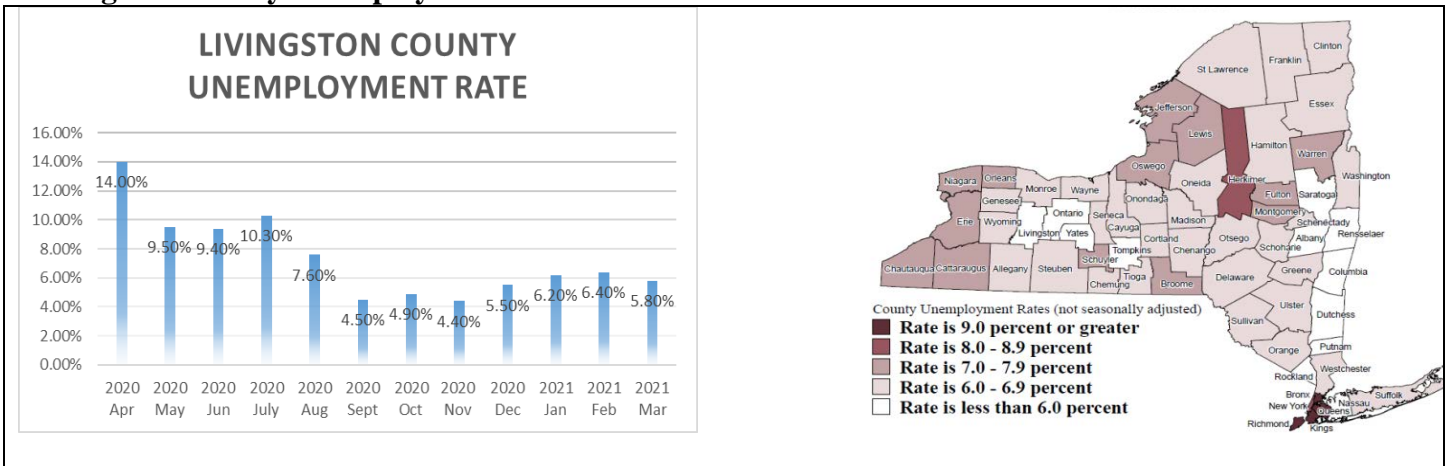 LIVINGSTON COUNTY
UNEMPLOYMENT RATE
16.00%
14.00%
12.00%
10.00%
8.00%
6.00%
4.00%
2.00%
0.00%
14.00%
9.50%
9.40%
10.30%
7.60%
4.50%
4.90%
4.40%
5.50%
6.20%
6.40%
5.80%
2020 2020 2020 2020 2020 2020 2020 2020 2020 2021 2021 2021
Apr May Jun July Aug Sept Oct Nov Dec Jan Feb Mar
Clinton
Franklin
St Lawrence
Essex
Jefferson
Lewis
Hamilton
Warren
Oswego
Washington
Niagara
Orleans
Monroe
Wayne
Oneida
Herkimer
Fulton
Saratoga
Genesee
Onondaga
Ontario
Seneca
Madison
Montgomery
Schenectady
Erie
Wyoming
Livingston
Yates
Cayuga
Rensselaer
Otsego
Albany
Schoharie
Cortland
Chenango
Tompkins
Schuyler
Chautauqua
Cattaraugus
Allegany
Steuben
Tioga
Chemung
Broome
Delaware
Greene
Columbia
Ulster
Dutchess
Sullivan
Orange
Putnam
Westchester
Rockland
Bronx
New York
Nassau
Suffolk
Queens
Richmond
Kings
County Unemployment Rates (not seasonally adjusted)
Rate is 9.0 percent or greater
Rate is 8.0 - 8.9 percent
Rate is 7.0 - 7.9 percent
Rate is 6.0 - 6.9 percent
Rate is less than 6.0 percent